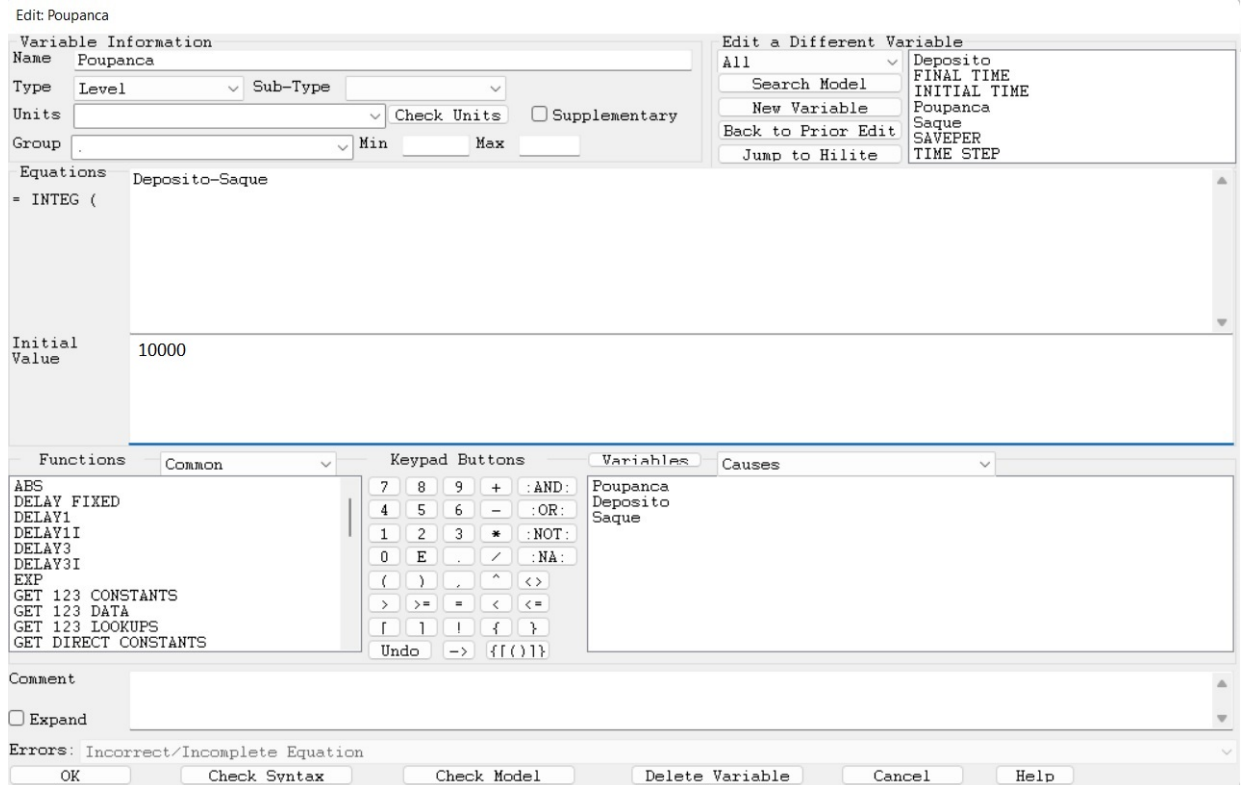 Edit: Poupanca
Variable Information
Name Poupanca
Type Level Sub-Type
Units Check Units Supplementary
Group . Min Max
Edit a Different Variable
All
Search Model
New Variable
Back to Prior Edit
Jump to Hilite
Deposito
FINAL TIME
INITIAL TIME
Poupanca
Saque
SAVEPER
TIME STEP
Equations
= INTEG (
Deposito-Saque
Initial
Value
10000
Functions Common
ABS
DELAY FIXED
DELAY1
DELAY1I
DELAY3
DELAY3I
EXP
GET 123 CONSTANTS
GET 123 DATA
GET 123 LOOKUPS
GET DIRECT CONSTANTS
Keypad Buttons
7 8 9 + :AND:
4 5 6 - :OR:
1 2 3 * :NOT:
0 E . / :NA:
( ) , ^ <>
> >= = < <=
[ ] ! { }
Undo -> {[()]}
Variables Causes
Poupanca
Deposito
Saque
Comment
Expand
Errors: Incorrect/Incomplete Equation
OK Check Syntax Check Model Delete Variable Cancel Help